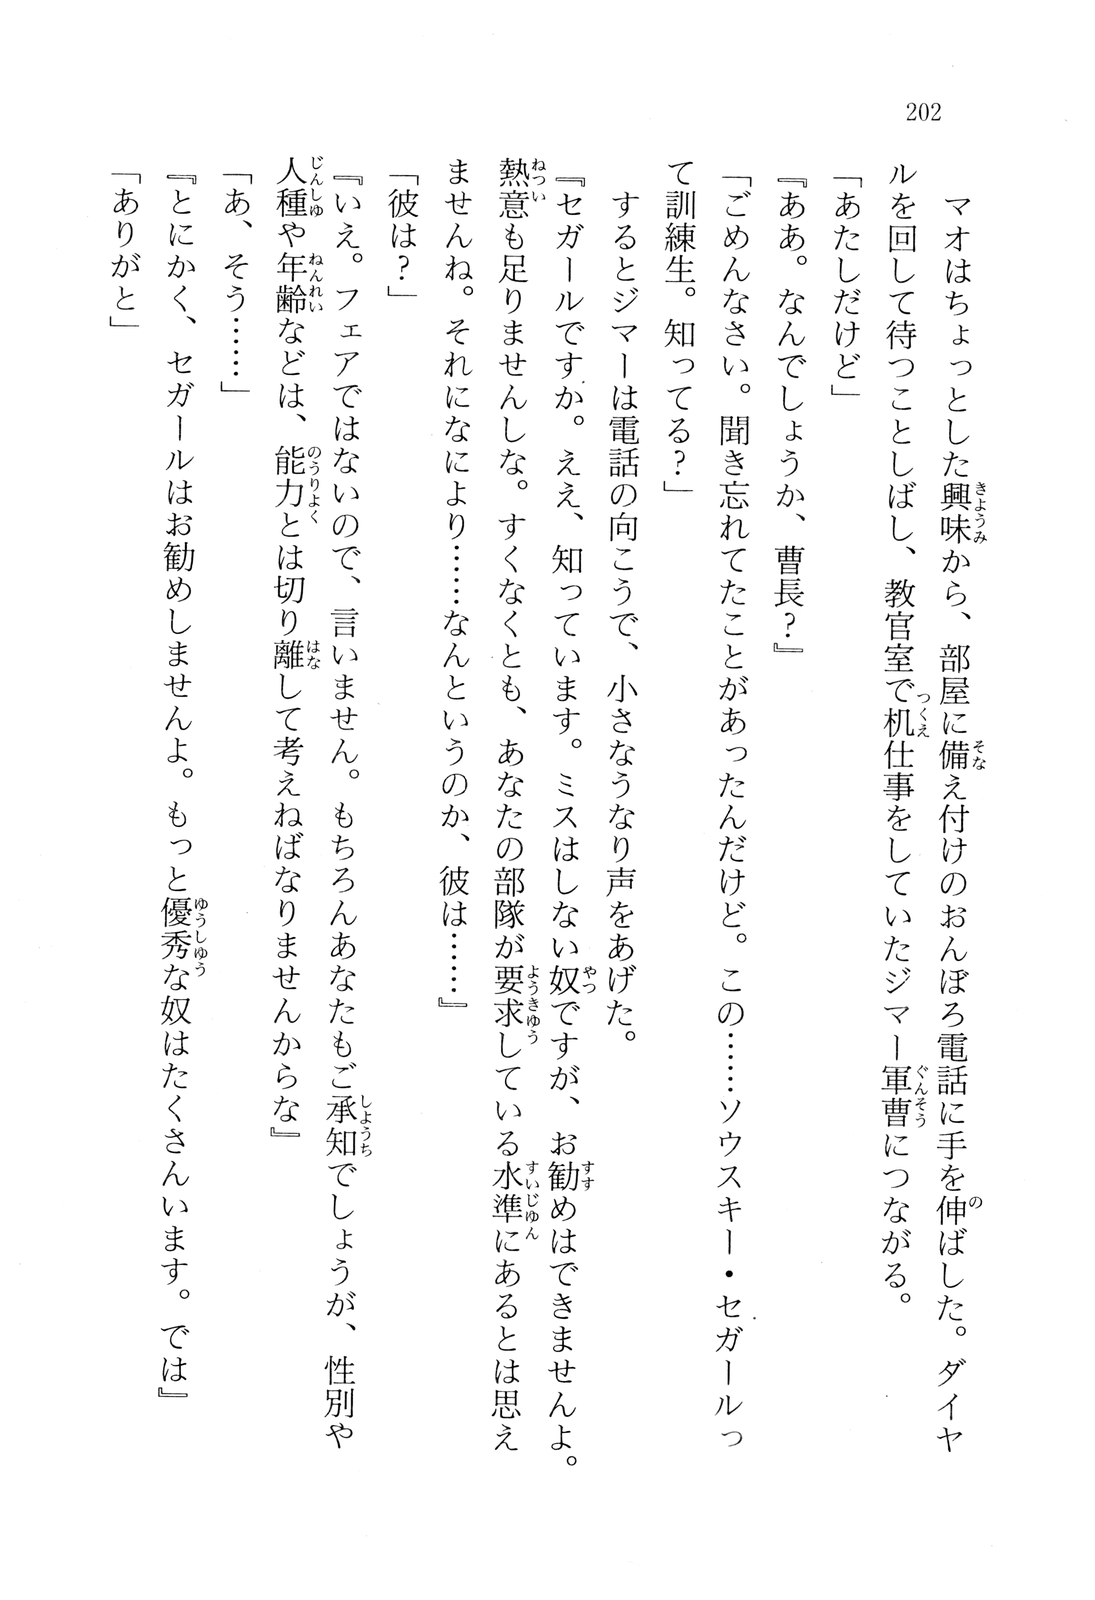 202
　マオはちょっとした興味から、部屋に備え付けのおんぼろ電話に手を伸ばした。ダイヤ
ルを回して待つことしばし、教官室で机仕事をしていたジマー軍曹につながる。
「あたしだけど」
『ああ。なんでしょうか、曹長？』
「ごめんなさい。聞き忘れてたことがあったんだけど。この……ソウスキー・セガールっ
て訓練生。知ってる？」
　するとジマーは電話の向こうで、小さなうなり声をあげた。
『セガールですか。ええ、知っています。ミスはしない奴ですが、お勧めはできませんよ。
熱意も足りませんしな。すくなくとも、あなたの部隊が要求している水準にあるとは思え
ませんね。それになにより……なんというのか、彼は……』
「彼は？」
『いえ。フェアではないので、言いません。もちろんあなたもご承知でしょうが、性別や
人種や年齢などは、能力とは切り離して考えねばなりませんからな』
「あ、そう……」
『とにかく、セガールはお勧めしませんよ。もっと優秀な奴はたくさんいます。では』
「ありがと」